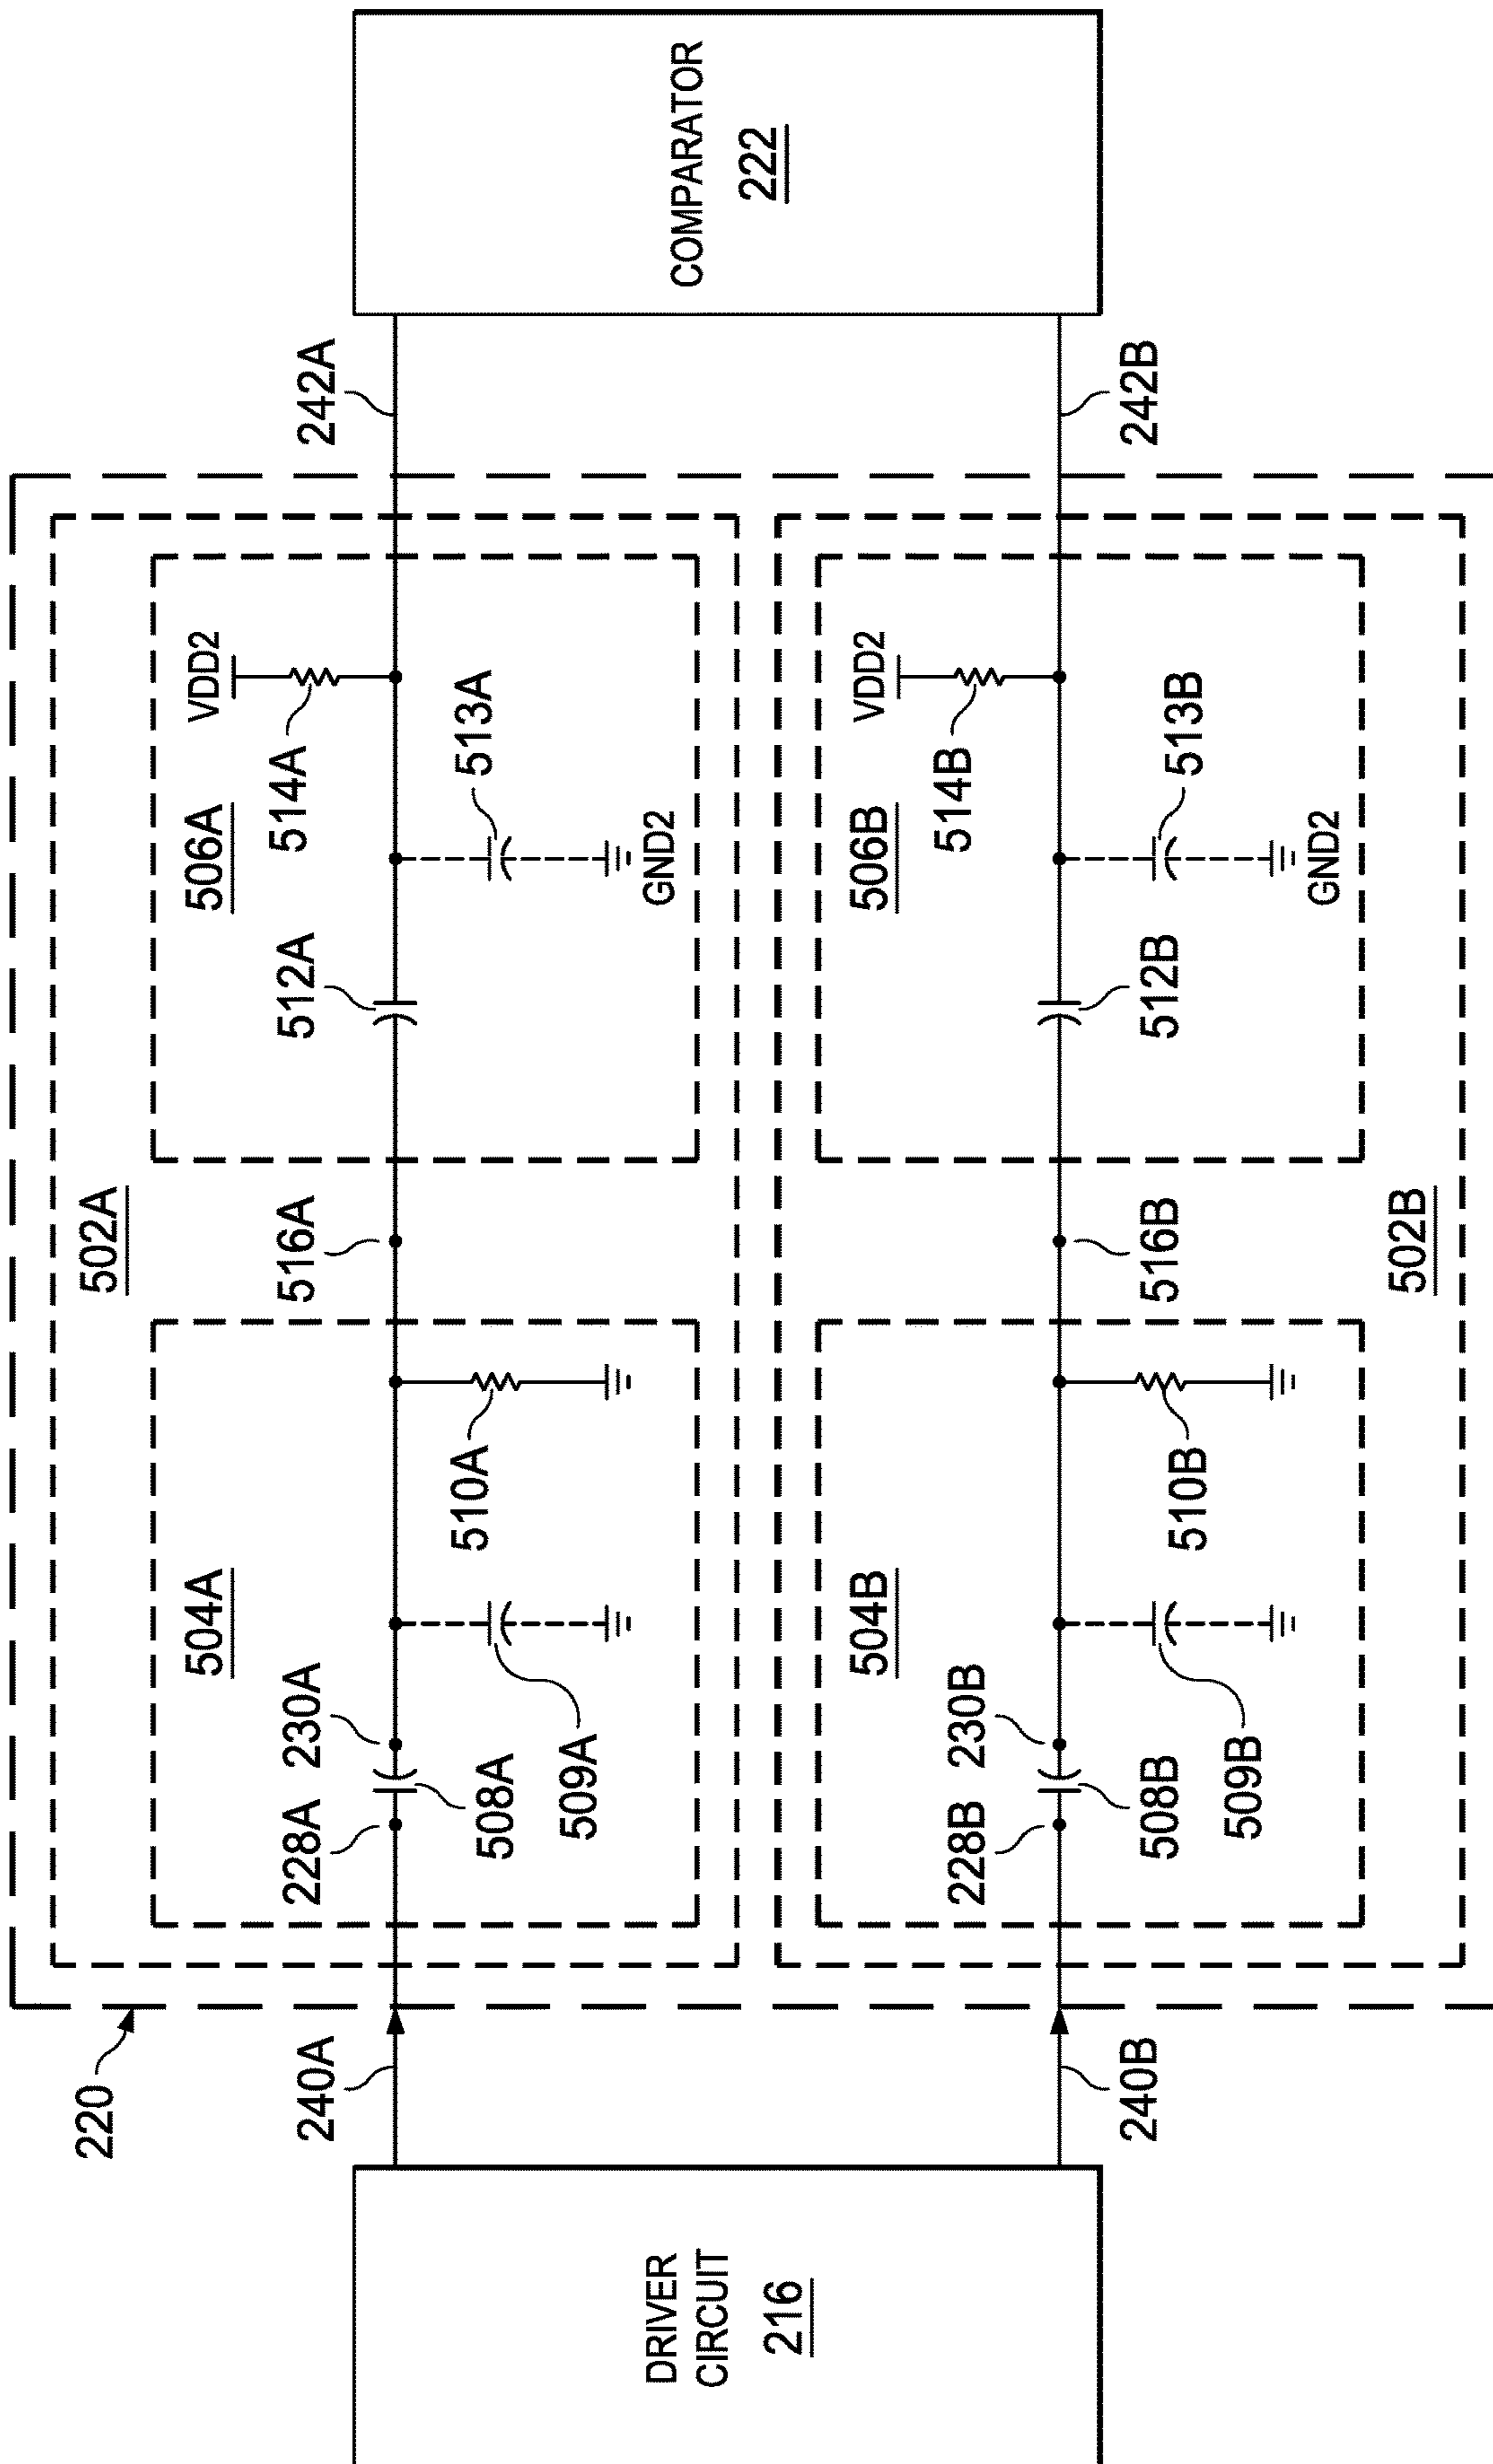 220
502A
504A
506A
VDD2
514A
240A
228A
230A
516A
512A
242A
508A
509A
510A
513A
GND2
DRIVER
CIRCUIT
216
COMPARATOR
222
504B
506B
VDD2
514B
228B
230B
240B
508B
509B
510B
516B
512B
513B
242B
GND2
502B